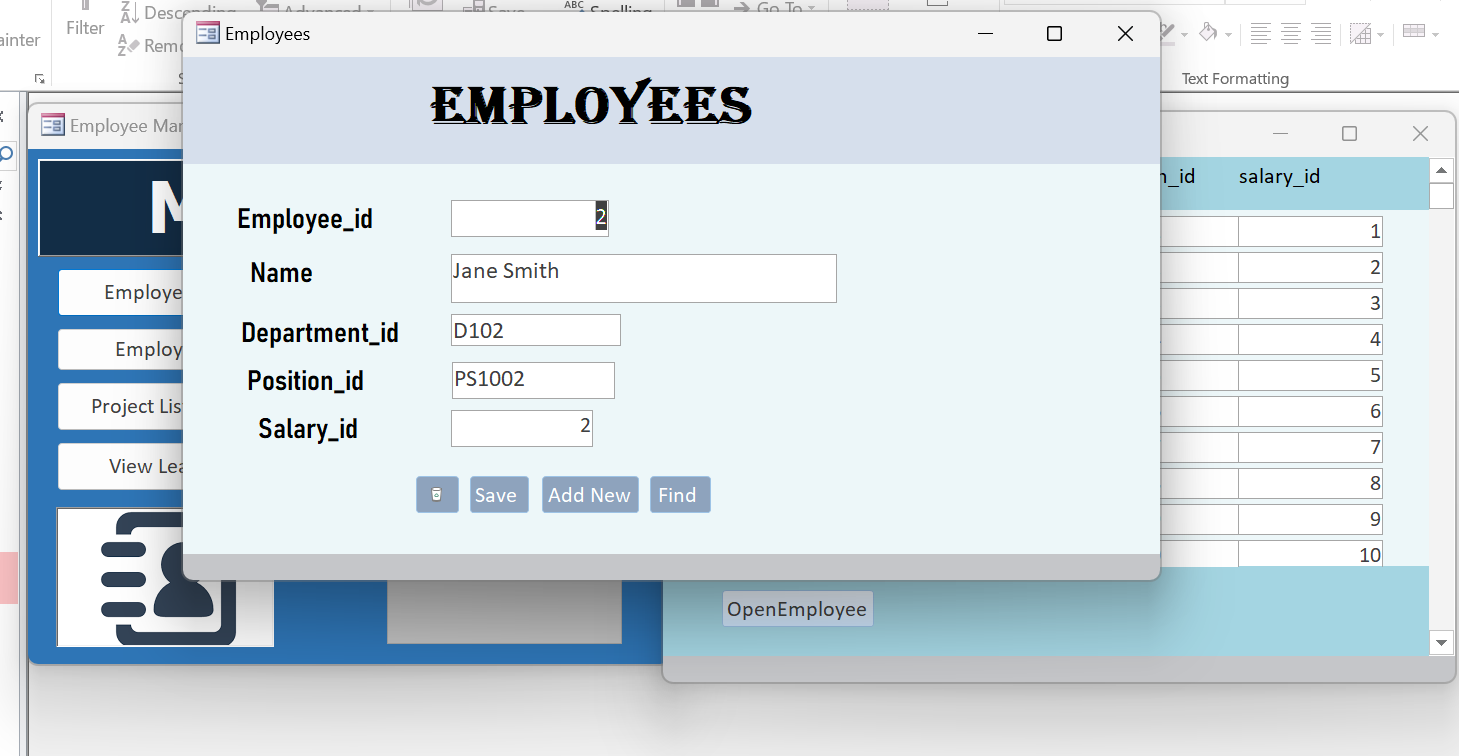 Descending
Advanced
Save
Spelling
Go To
ainter
Filter
Text Formatting
Employees
Employee Mar
EMPLOYEES
n_id
salary_id
M
Employee_id
2
1
Name
Jane Smith
2
Employe
3
Department_id
D102
4
Employ
Position_id
PS1002
5
Project Lis
6
Salary_id
2
7
View Lea
8
Save
Add New
Find
9
10
OpenEmployee